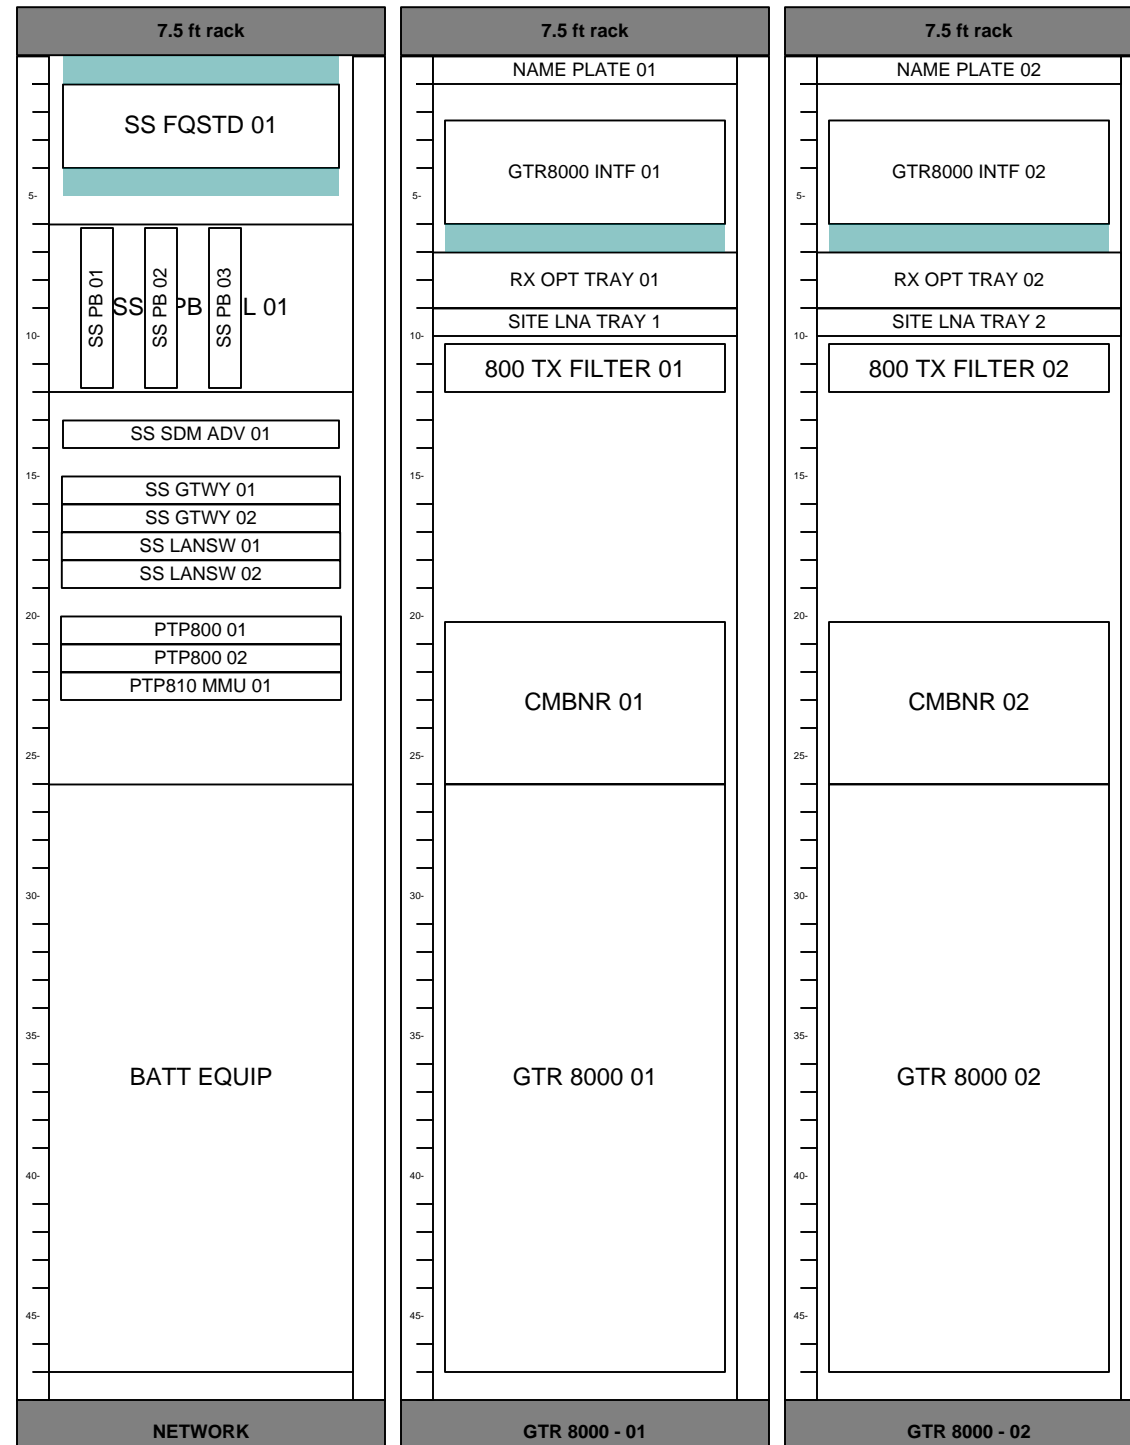 7.5 ft rack
SS FQSTD 01
5-
SS PB 01
SS PB 02
SS PB 03
SS PB L 01
10-
SS SDM ADV 01
15-
SS GTWY 01
SS GTWY 02
SS LANSW 01
SS LANSW 02
20-
PTP800 01
PTP800 02
PTP810 MMU 01
25-
30-
35-
BATT EQUIP
40-
45-
NETWORK
7.5 ft rack
NAME PLATE 01
GTR8000 INTF 01
5-
RX OPT TRAY 01
SITE LNA TRAY 1
10-
800 TX FILTER 01
15-
20-
CMBNR 01
25-
30-
35-
GTR 8000 01
40-
45-
GTR 8000 - 01
7.5 ft rack
NAME PLATE 02
GTR8000 INTF 02
5-
RX OPT TRAY 02
SITE LNA TRAY 2
10-
800 TX FILTER 02
15-
20-
CMBNR 02
25-
30-
35-
GTR 8000 02
40-
45-
GTR 8000 - 02